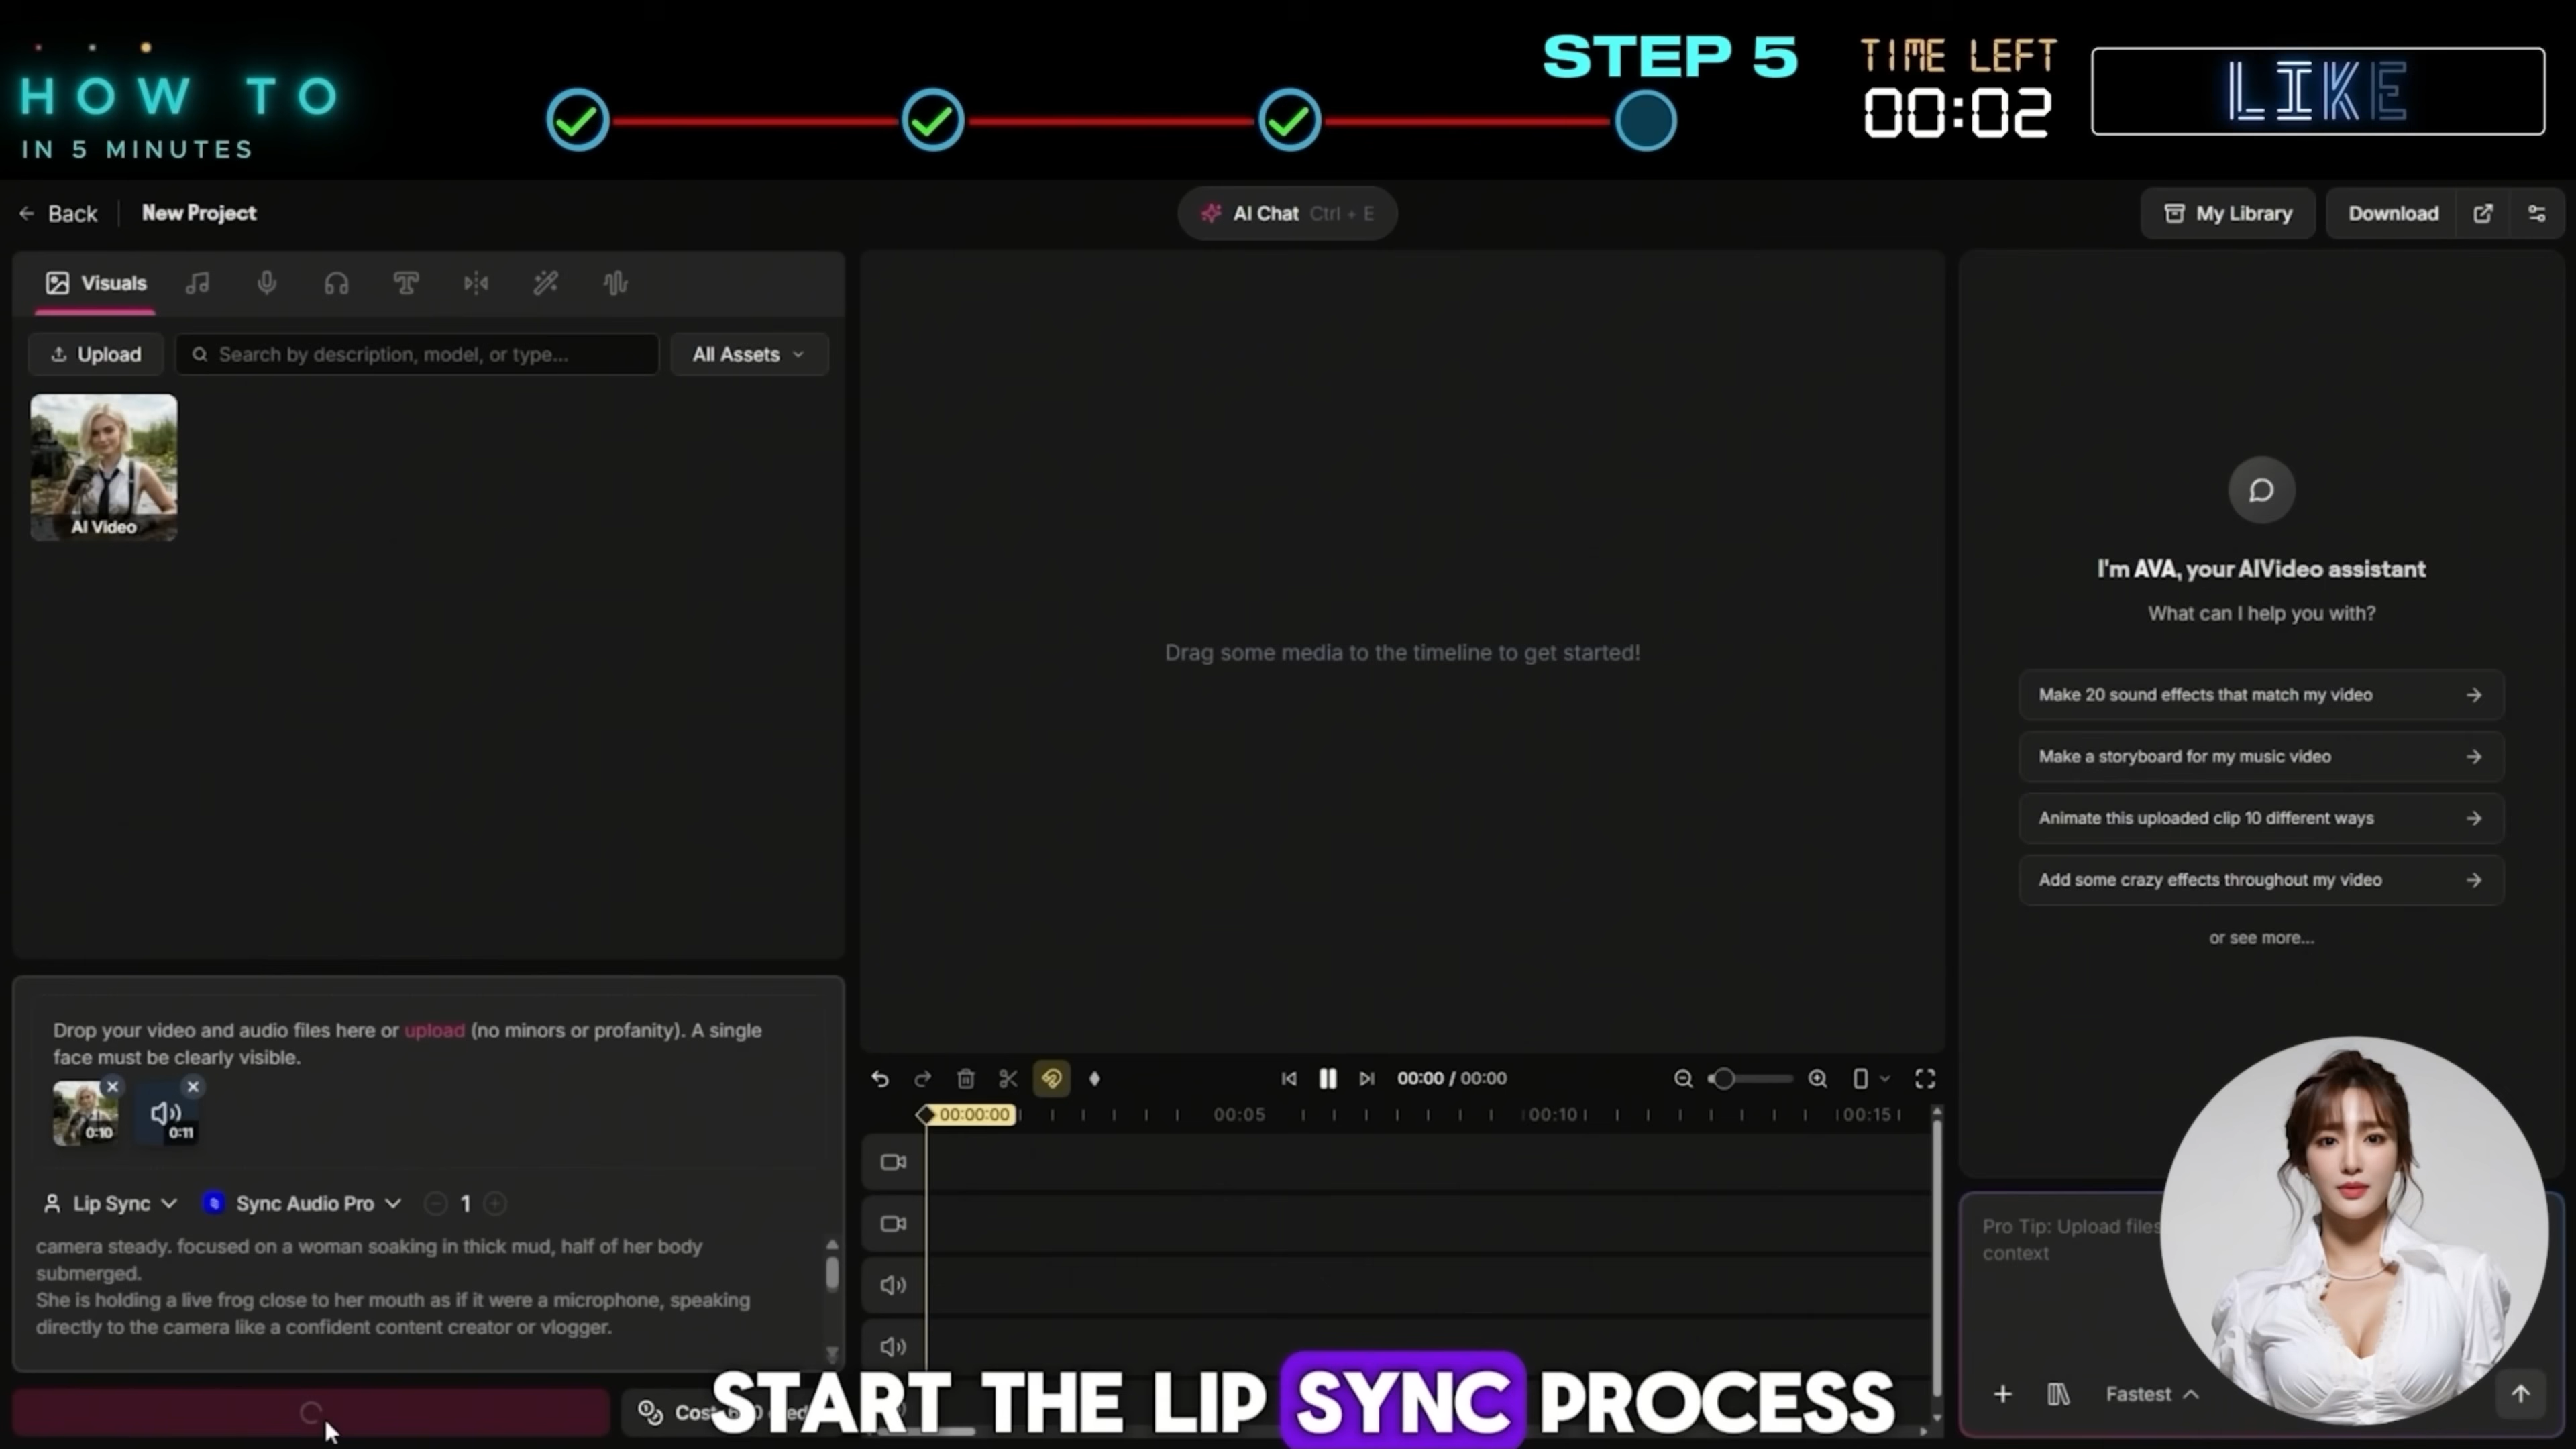 HOW TO
IN 5 MINUTES
STEP 5
TIME LEFT
00:02
LIKE
Back
New Project
AI Chat Ctrl + E
My Library
Download
Visuals
Upload
Search by description, model, or type...
All Assets
AI Video
Drag some media to the timeline to get started!
I'm AVA, your AIVideo assistant
What can I help you with?
Make 20 sound effects that match my video
Make a storyboard for my music video
Animate this uploaded clip 10 different ways
Add some crazy effects throughout my video
or see more...
Drop your video and audio files here or upload (no minors or profanity). A single
face must be clearly visible.
0:10
0:11
Lip Sync
Sync Audio Pro
1
camera steady. focused on a woman soaking in thick mud, half of her body
submerged.
She is holding a live frog close to her mouth as if it were a microphone, speaking
directly to the camera like a confident content creator or vlogger.
00:00 / 00:00
00:00:00
00:05
00:10
00:15
Pro Tip: Upload files
context
Fastest
START THE LIP SYNC PROCESS